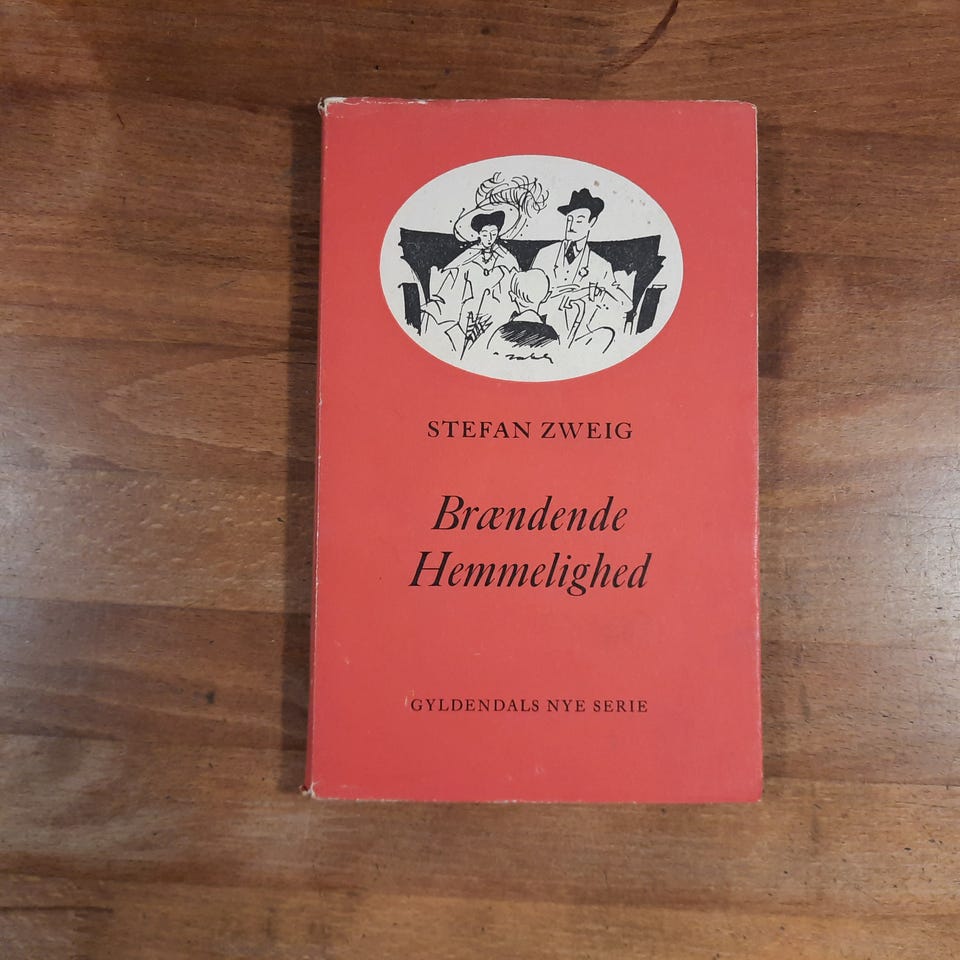 STEFAN ZWEIG
Brændende
Hemmelighed
GYLDENDALS NYE SERIE